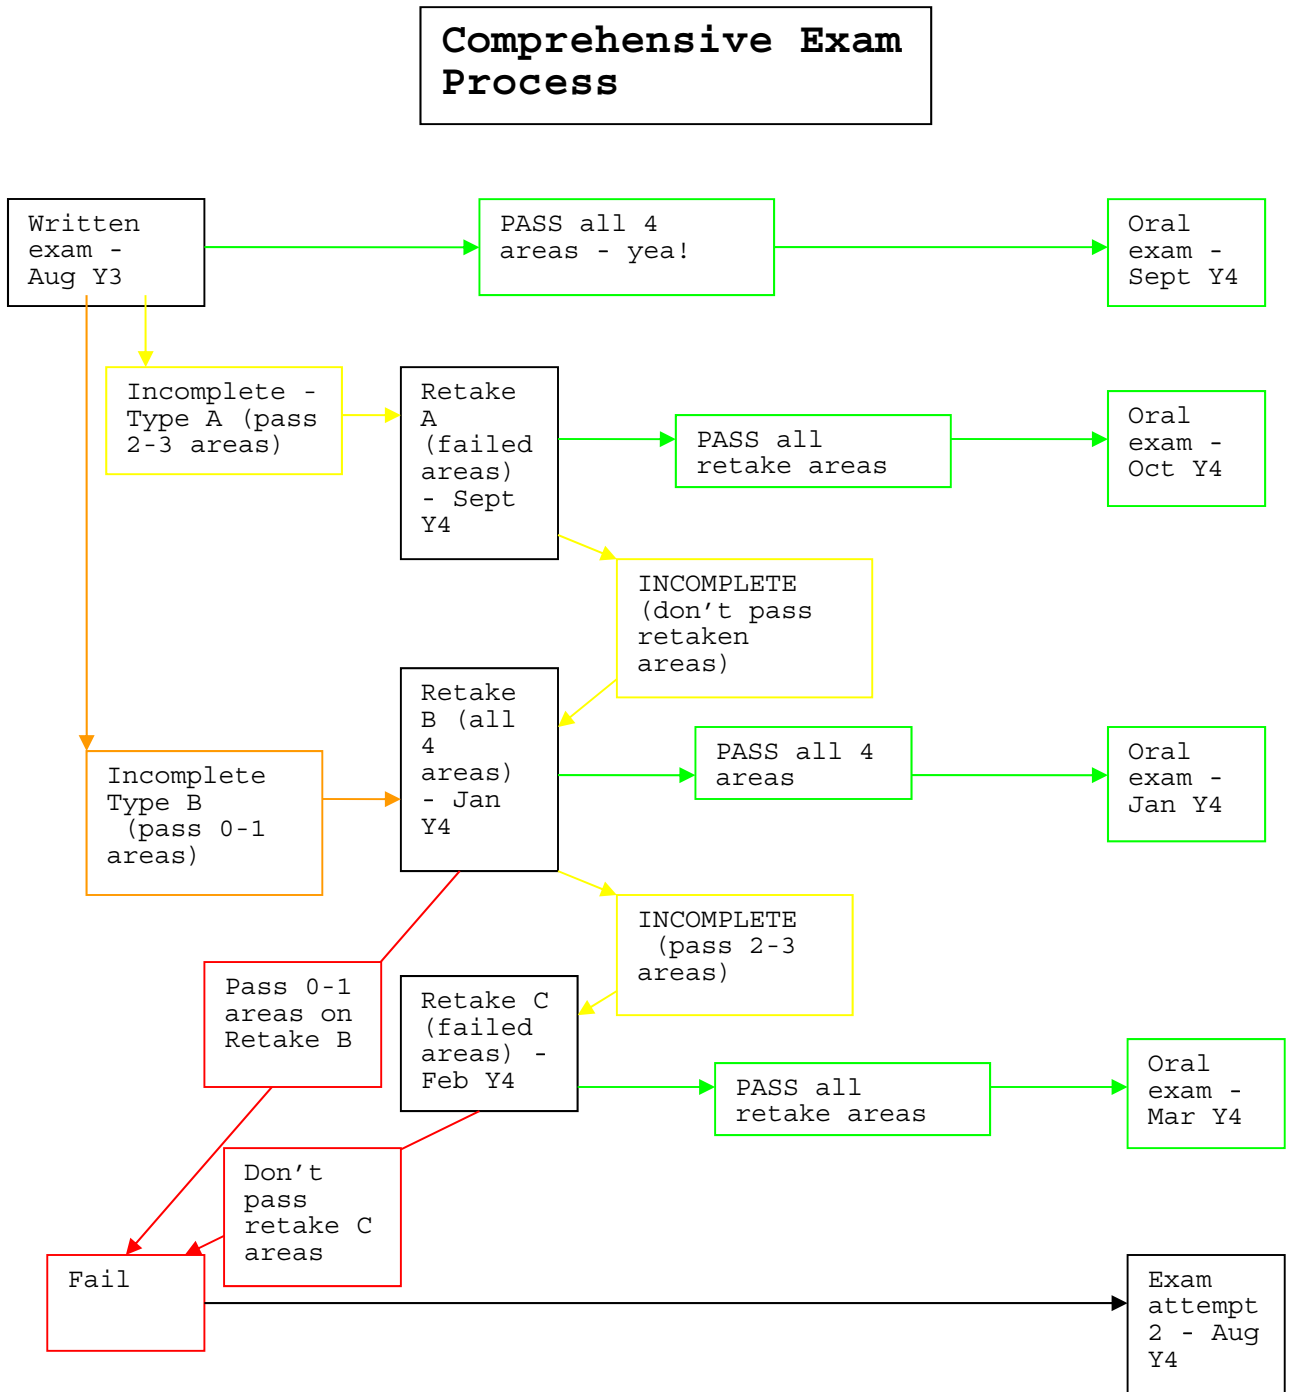 Comprehensive Exam
Process
Written
exam -
Aug Y3
PASS all 4
areas - yea!
Oral
exam -
Sept Y4
Incomplete -
Type A (pass
2-3 areas)
Retake
A
(failed
areas)
- Sept
Y4
PASS all
retake areas
Oral
exam -
Oct Y4
INCOMPLETE
(don't pass
retaken
areas)
Retake
B (all
4
areas)
- Jan
Y4
PASS all 4
areas
Oral
exam -
Jan Y4
Incomplete
Type B
(pass 0-1
areas)
INCOMPLETE
(pass 2-3
areas)
Pass 0-1
areas on
Retake B
Retake C
(failed
areas) -
Feb Y4
PASS all
retake areas
Oral
exam -
Mar Y4
Don't
pass
retake C
areas
Fail
Exam
attempt
2 - Aug
Y4